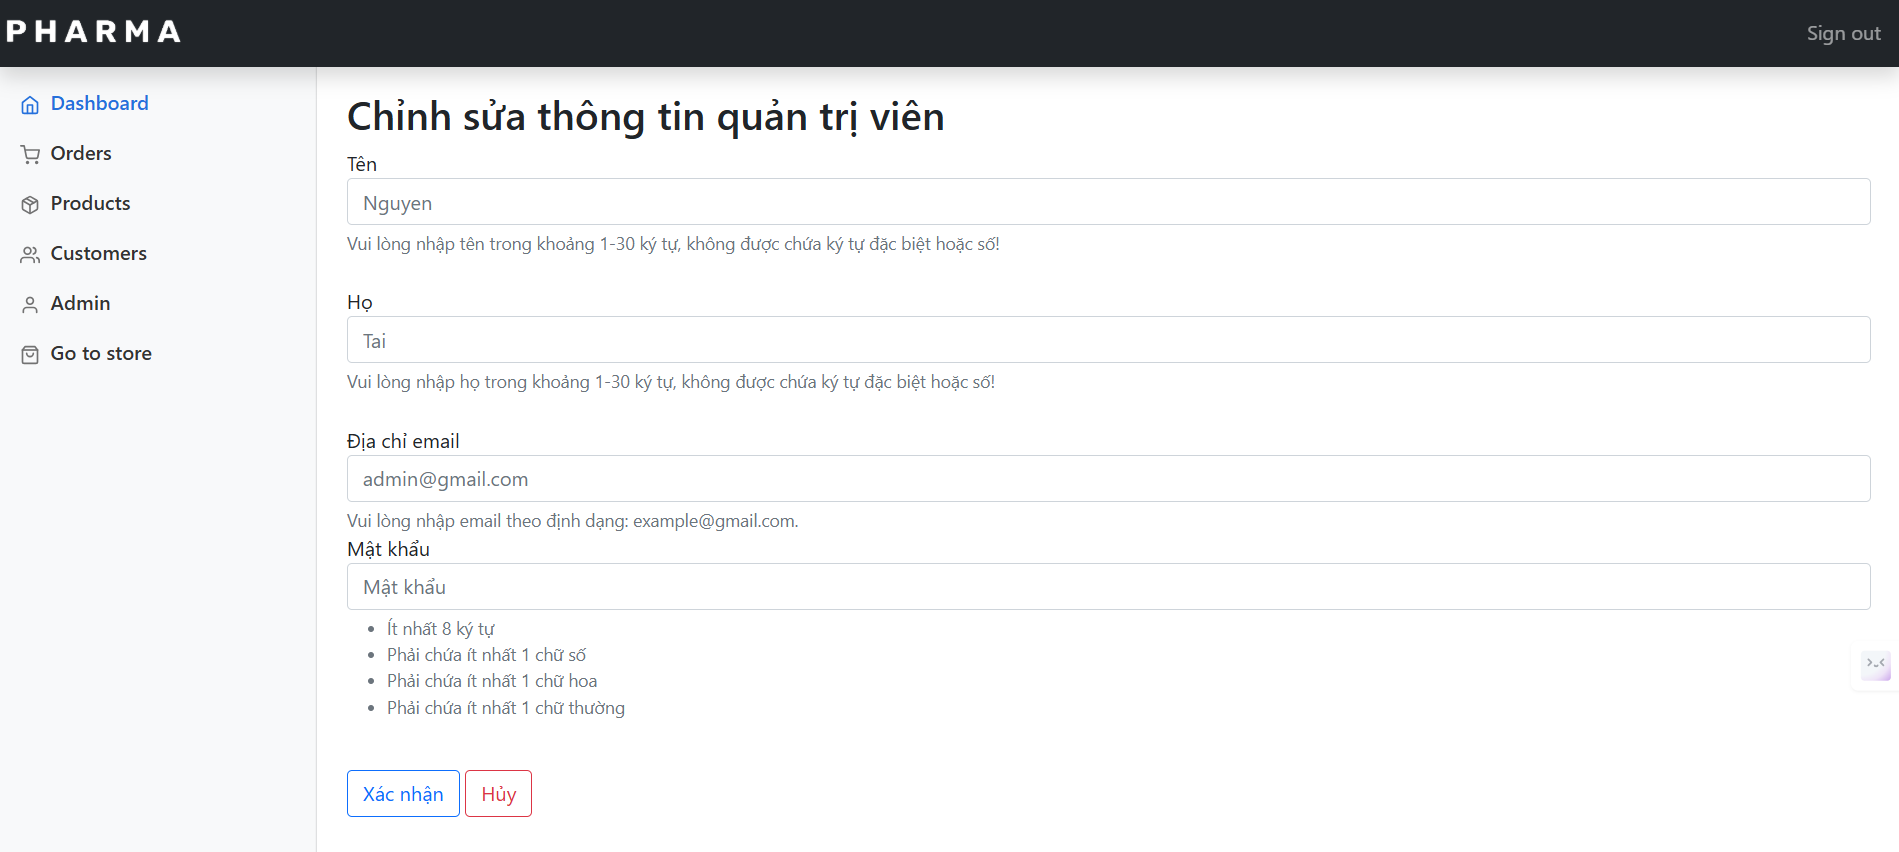 PHARMA
Sign out
Dashboard
Orders
Products
Customers
Admin
Go to store
Chỉnh sửa thông tin quản trị viên
Tên
Nguyen
Vui lòng nhập tên trong khoảng 1-30 ký tự, không được chứa ký tự đặc biệt hoặc số!
Họ
Tai
Vui lòng nhập họ trong khoảng 1-30 ký tự, không được chứa ký tự đặc biệt hoặc số!
Địa chỉ email
admin@gmail.com
Vui lòng nhập email theo định dạng: example@gmail.com.
Mật khẩu
Mật khẩu
Ít nhất 8 ký tự
Phải chứa ít nhất 1 chữ số
Phải chứa ít nhất 1 chữ hoa
Phải chứa ít nhất 1 chữ thường
Xác nhận
Hủy